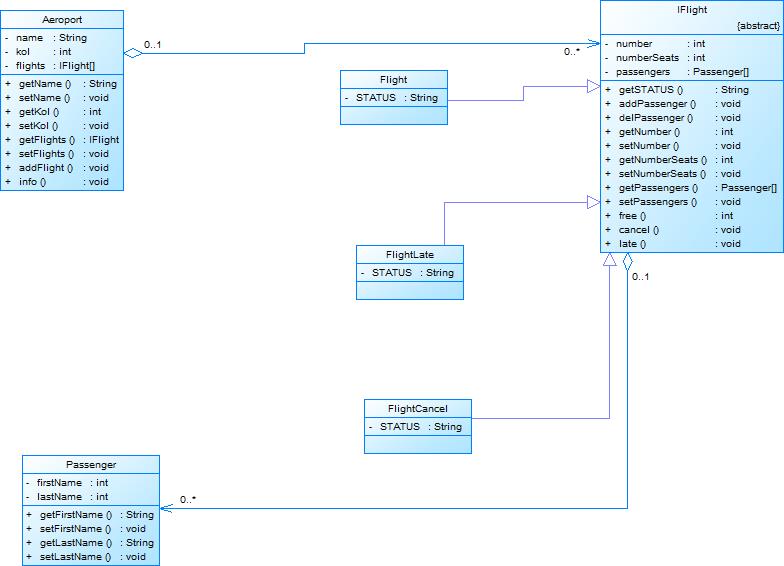 Aeroport
- name : String
- kol : int
- flights : IFlight[]
+ getName () : String
+ setName () : void
+ getKol () : int
+ setKol () : void
+ getFlights () : IFlight
+ setFlights () : void
+ addFlight () : void
+ info () : void
0..1
0..*
IFlight
{abstract}
- number : int
- numberSeats : int
- passengers : Passenger[]
+ getSTATUS () : String
+ addPassenger () : void
+ delPassenger () : void
+ getNumber () : int
+ setNumber () : void
+ getNumberSeats () : int
+ setNumberSeats () : void
+ getPassengers () : Passenger[]
+ setPassengers () : void
+ free () : int
+ cancel () : void
+ late () : void
0..1
Flight
- STATUS : String
FlightLate
- STATUS : String
FlightCancel
- STATUS : String
Passenger
- firstName : int
- lastName : int
+ getFirstName () : String
+ setFirstName () : void
+ getLastName () : String
+ setLastName () : void
0..*